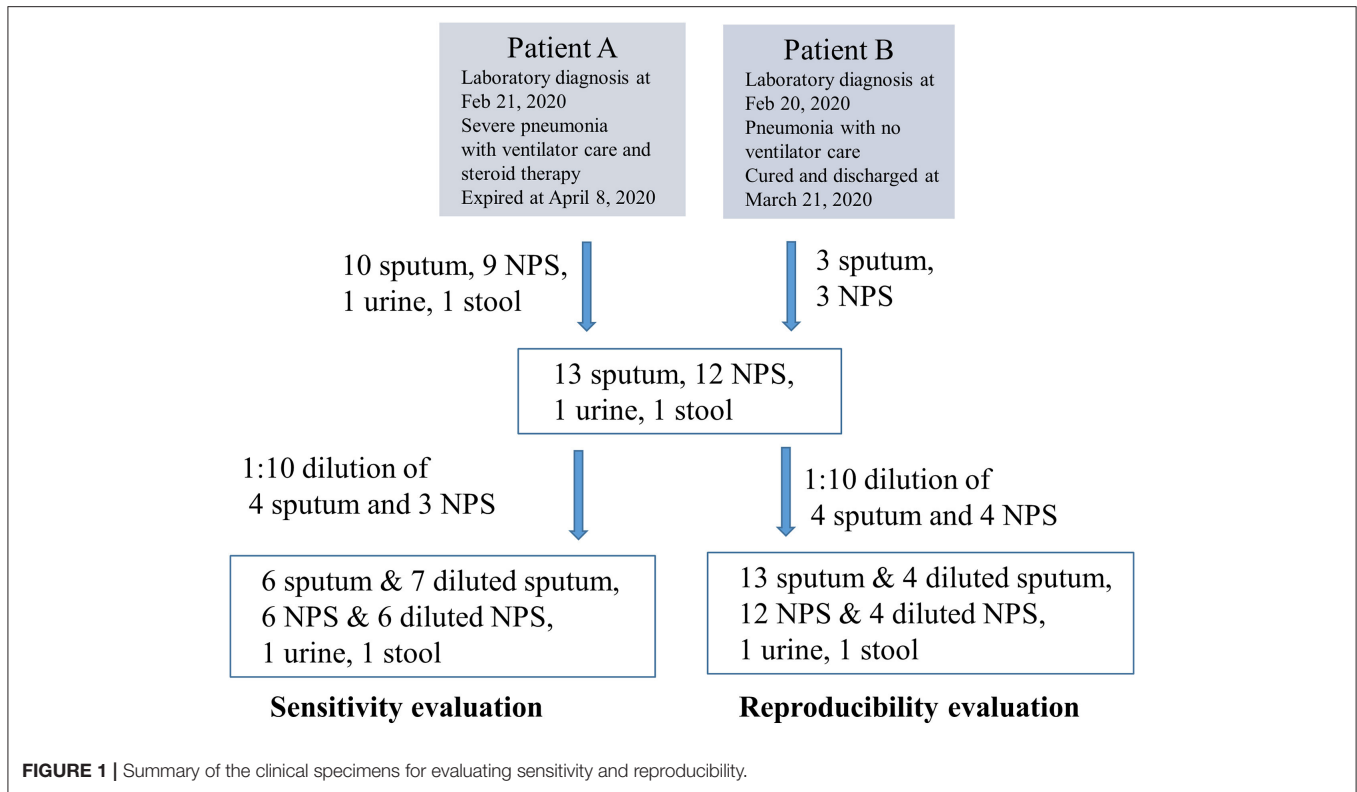 Patient A
Laboratory diagnosis at
Feb 21, 2020
Severe pneumonia
with ventilator care and
steroid therapy
Expired at April 8, 2020
Patient B
Laboratory diagnosis at
Feb 20, 2020
Pneumonia with no
ventilator care
Cured and discharged at
March 21, 2020
10 sputum, 9 NPS,
1 urine, 1 stool
3 sputum,
3 NPS
13 sputum, 12 NPS,
1 urine, 1 stool
1:10 dilution of
4 sputum and 3 NPS
1:10 dilution of
4 sputum and 4 NPS
6 sputum & 7 diluted sputum,
6 NPS & 6 diluted NPS,
1 urine, 1 stool
13 sputum & 4 diluted sputum,
12 NPS & 4 diluted NPS,
1 urine, 1 stool
Sensitivity evaluation
Reproducibility evaluation
FIGURE 1 | Summary of the clinical specimens for evaluating sensitivity and reproducibility.